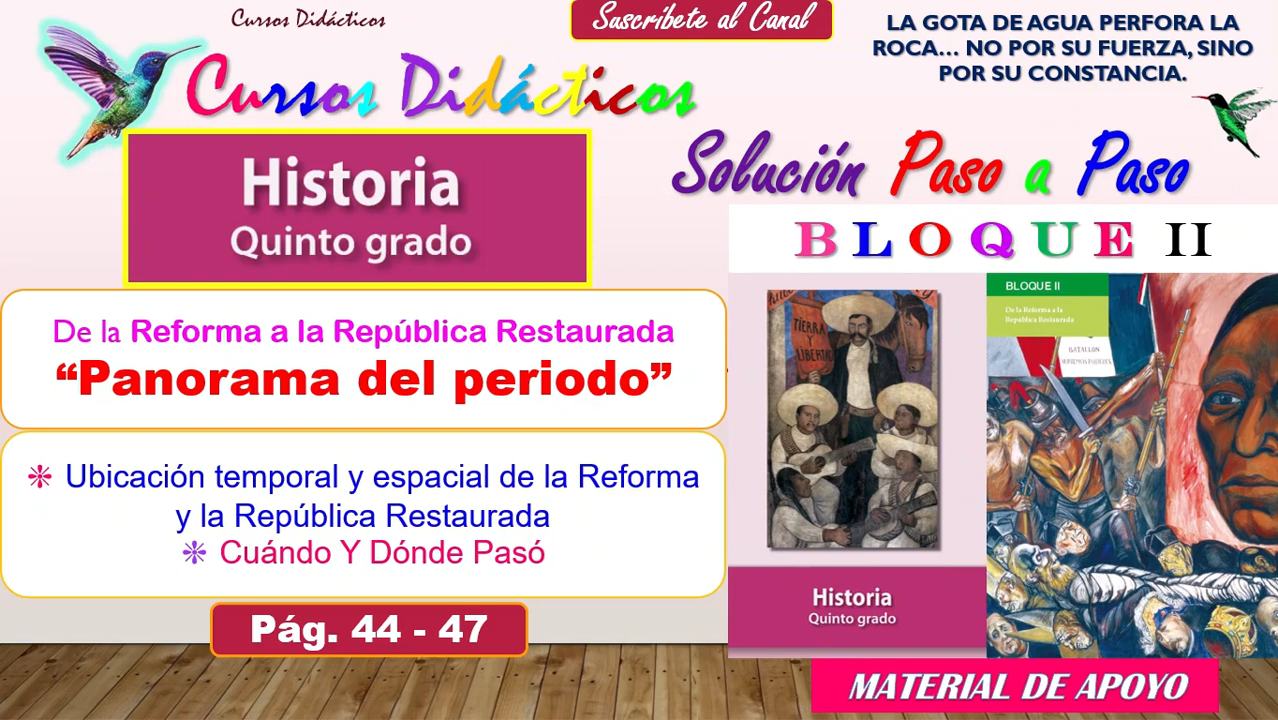 Cursos Didácticos
Suscríbete al Canal
LA GOTA DE AGUA PERFORA LA
ROCA... NO POR SU FUERZA, SINO
POR SU CONSTANCIA.
Cursos Didácticos
Solución Paso a Paso
Historia
Quinto grado
BLOQUE II
De la Reforma a la República Restaurada
“Panorama del periodo”
❈ Ubicación temporal y espacial de la Reforma
y la República Restaurada
❈ Cuándo Y Dónde Pasó
Pág. 44 - 47
TIERRA
Y
LIBERTAD
Historia
Quinto grado
BLOQUE II
De la Reforma a la
República Restaurada
BATALLON
SUPREMOS PODERES
MATERIAL DE APOYO